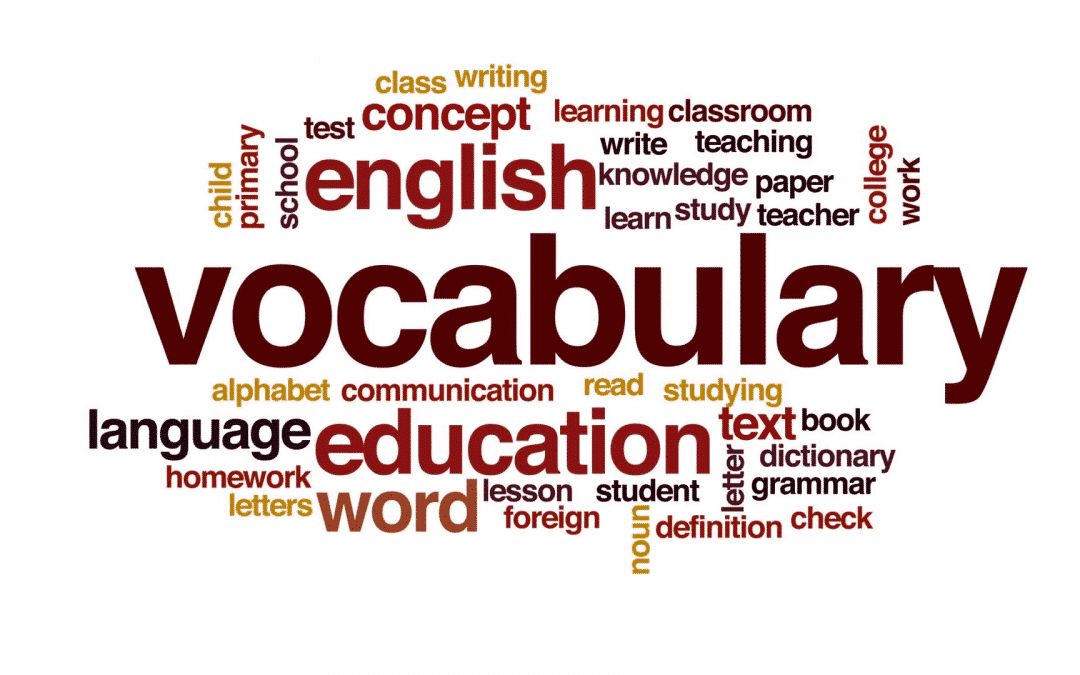 class writing
concept learning classroom
test write teaching
child primary school english knowledge paper college work
learn study teacher
vocabulary
alphabet communication read studying
language education text book
homework letter dictionary
letters word lesson student grammar
foreign noun definition check